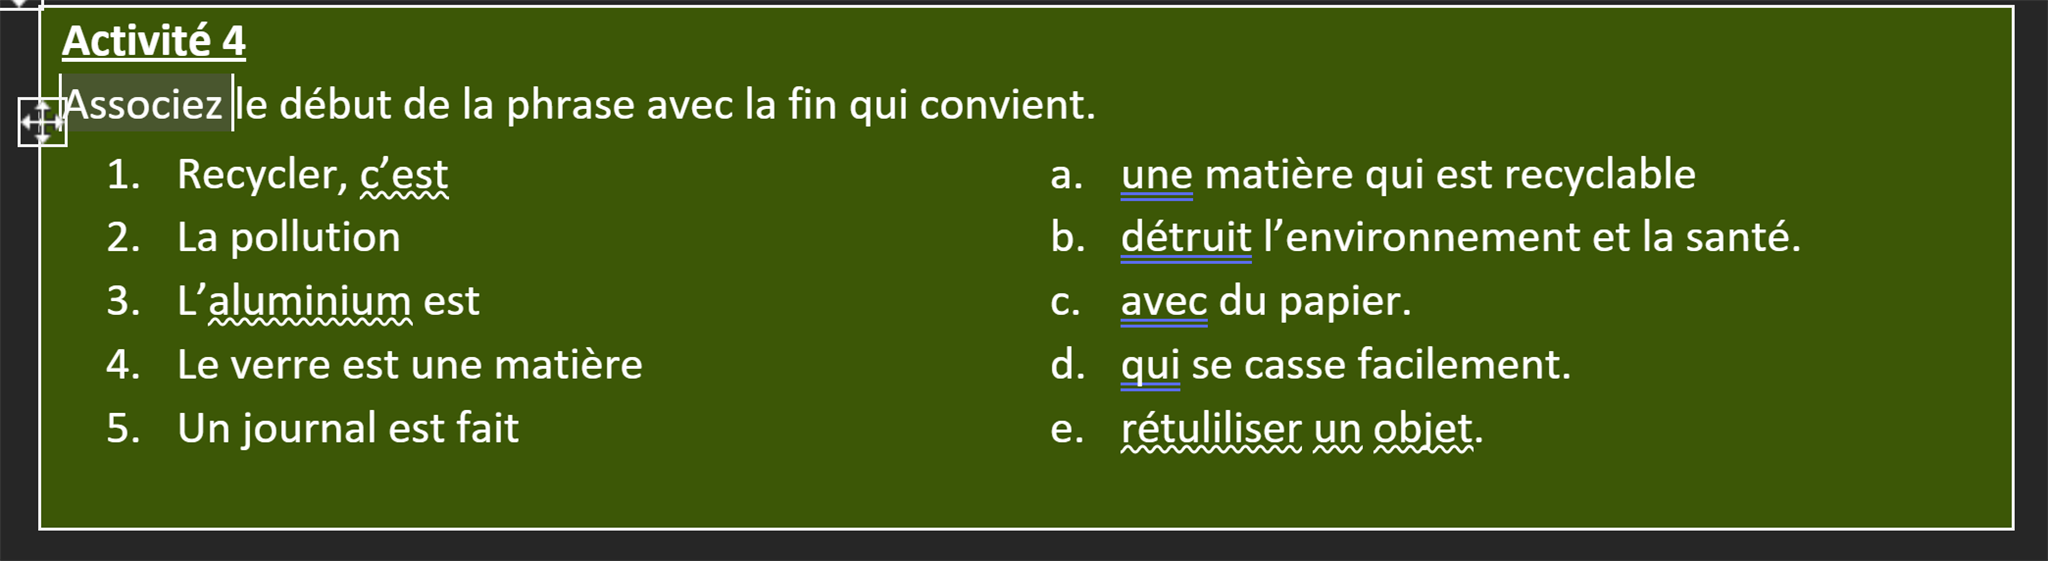 Activité 4
Associez le début de la phrase avec la fin qui convient.
1. Recycler, c’est
a. une matière qui est recyclable
2. La pollution
b. détruit l’environnement et la santé.
3. L’aluminium est
c. avec du papier.
4. Le verre est une matière
d. qui se casse facilement.
5. Un journal est fait
e. rétuliliser un objet.